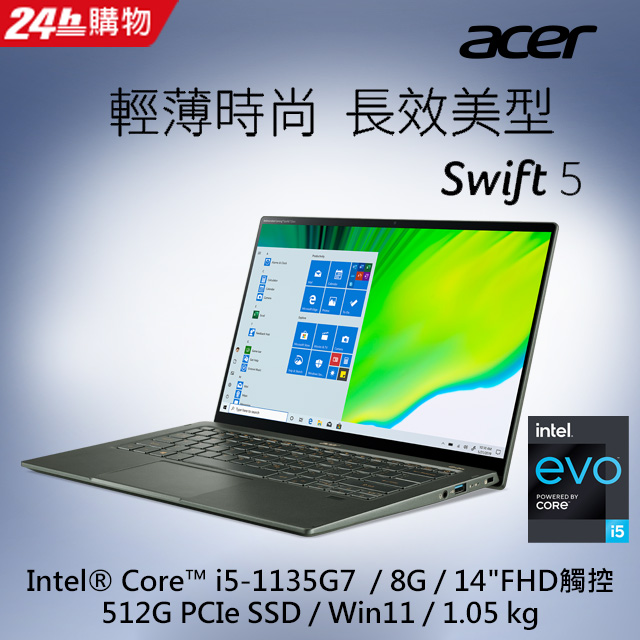 24h購物
acer
輕薄時尚 長效美型
Swift 5
intel.
evo
POWERED BY
CORE™
i5
Intel® Core™ i5-1135G7 / 8G / 14"FHD觸控
512G PCIe SSD / Win11 / 1.05 kg